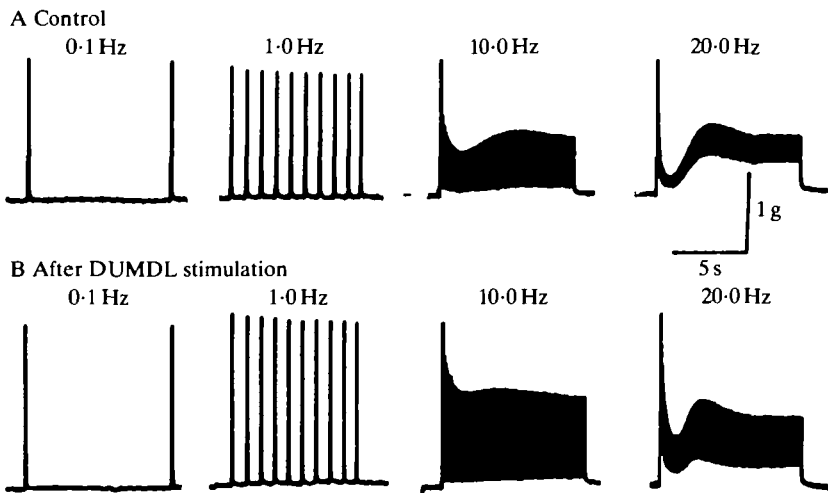 A Control
0·1 Hz 1·0 Hz 10·0 Hz 20·0 Hz
1 g
5 s
B After DUMDL stimulation
0·1 Hz 1·0 Hz 10·0 Hz 20·0 Hz